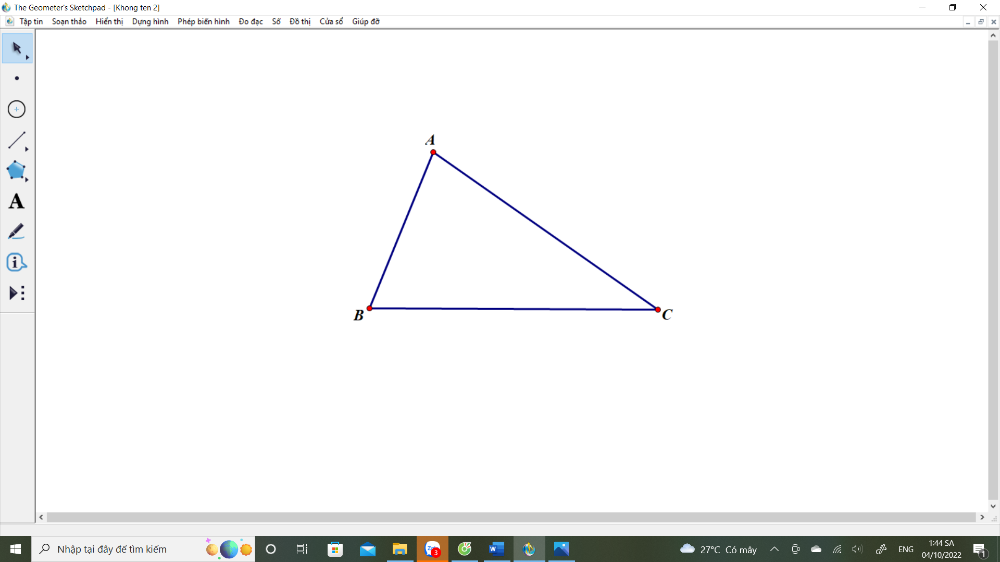 The Geometer's Sketchpad - [Khong ten 2]
Tập tin Soạn thảo Hiển thị Dựng hình Phép biến hình Đo đạc Số Đồ thị Cửa sổ Giúp đỡ
A
A
B
C
Nhập tại đây để tìm kiếm
3
27°C Có mây
ENG
1:44 SA
04/10/2022
1